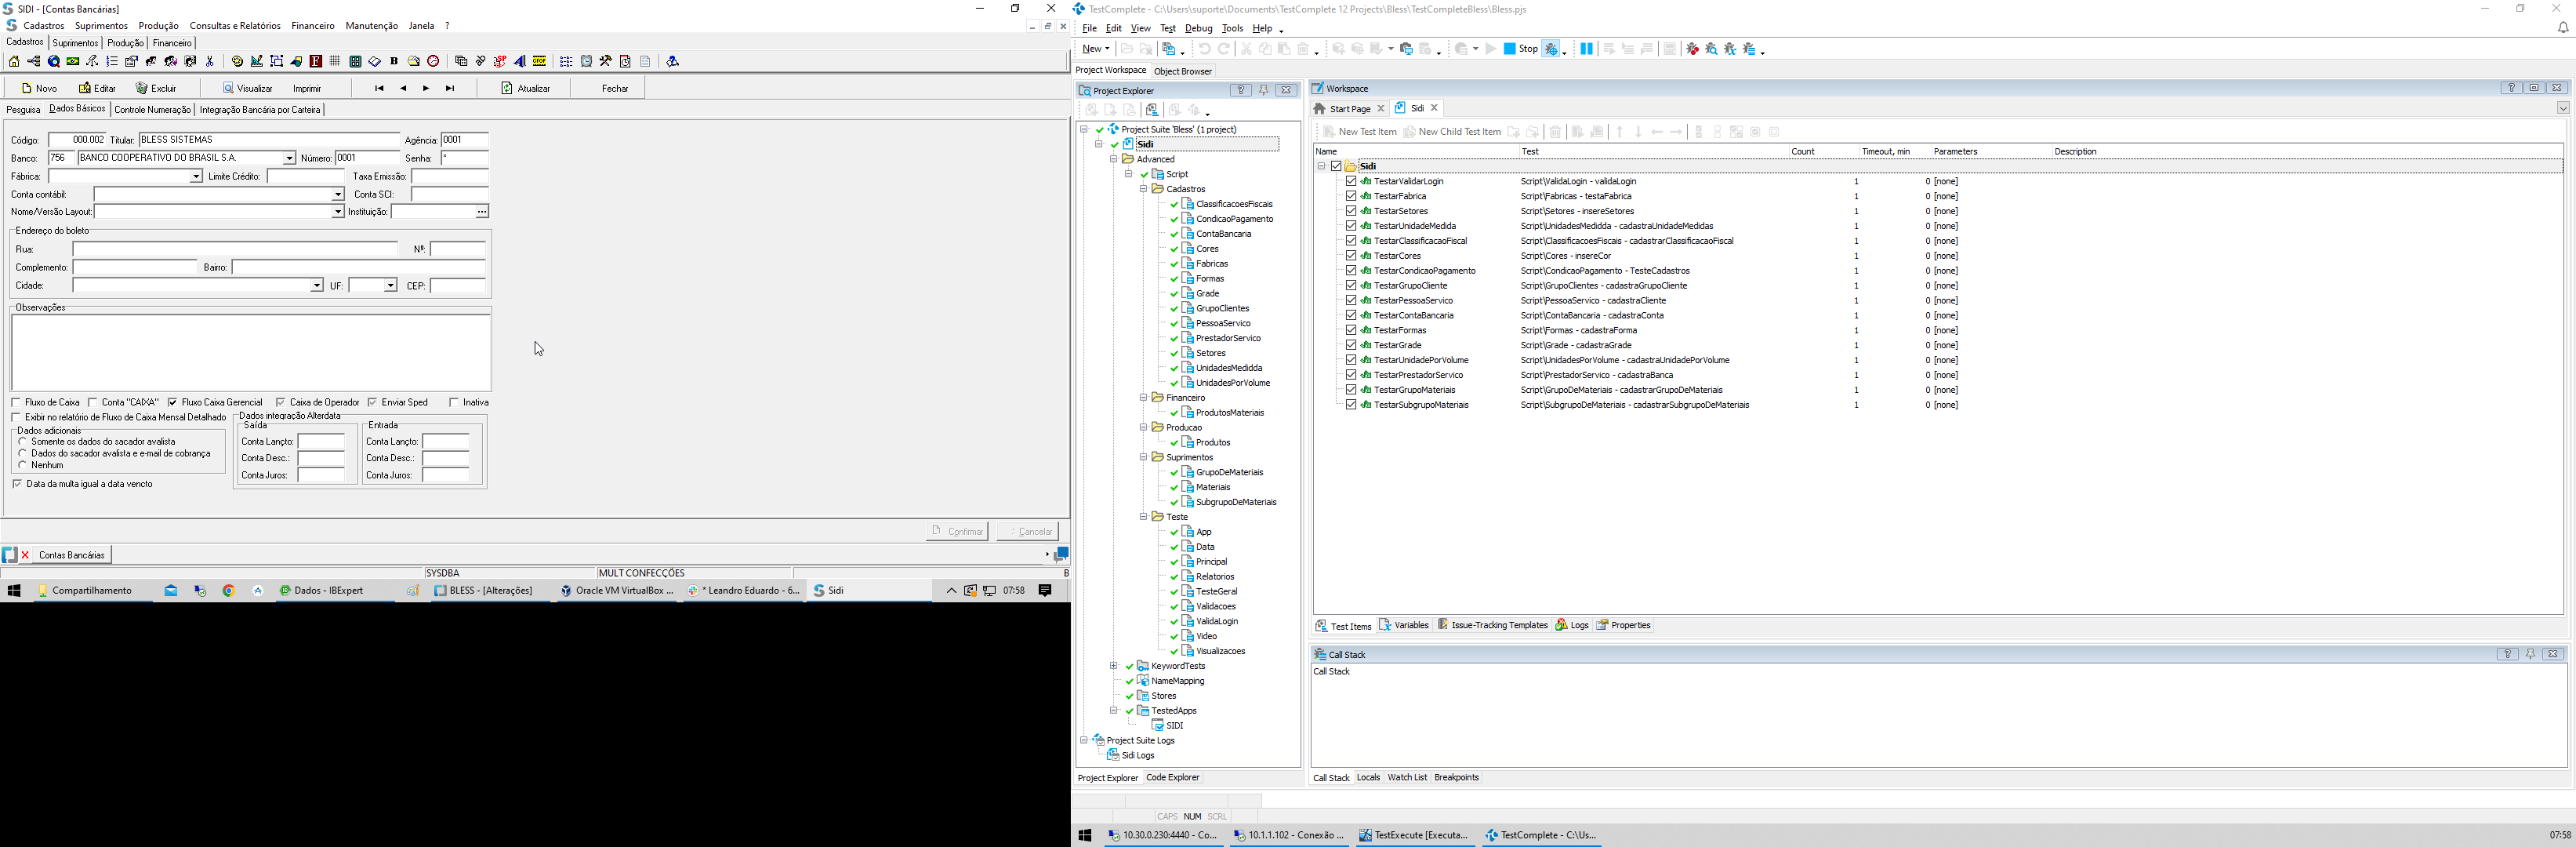 SIDI - [Contas Bancárias]
Cadastros Suprimentos Produção Consultas e Relatórios Financeiro Manutenção Janela ?
Cadastros Suprimentos Produção Financeiro
Novo Editar Excluir Visualizar Imprimir Atualizar Fechar
Pesquisa Dados Básicos Controle Numeração Integração Bancária por Carteira
Código: 000.002 Titular: BLESS SISTEMAS Agência: 0001
Banco: 756 BANCO COOPERATIVO DO BRASIL S.A. Número: 0001 Senha: *
Fábrica: Limite Crédito: Taxa Emissão:
Conta contábil: Conta SCI:
Nome/Versão Layout: Instituição: ...
Endereço do boleto
Rua: Nº:
Complemento: Bairro:
Cidade: UF: CEP:
Observações
Fluxo de Caixa Conta "CAIXA" Fluxo Caixa Gerencial Caixa de Operador Enviar Sped Inativa
Exibir no relatório de Fluxo de Caixa Mensal Detalhado
Dados adicionais
Somente os dados do sacador avalista
Dados do sacador avalista e e-mail de cobrança
Nenhum
Data da multa igual a data vencto
Dados integração Alterdata
Saída Entrada
Conta Lançto: Conta Lançto:
Conta Desc.: Conta Desc.:
Conta Juros: Conta Juros:
Confirmar Cancelar
Contas Bancárias
SYSDBA MULT CONFECÇÕES B
Compartilhamento Dados - IBExpert BLESS - [Alterações] Oracle VM VirtualBox ... * Leandro Eduardo - 6... Sidi 07:58
TestComplete - C:\Users\suporte\Documents\TestComplete 12 Projects\Bless\TestCompleteBless\Bless.pjs
File Edit View Test Debug Tools Help
New Stop
Project Workspace Object Browser
Project Explorer
Project Suite 'Bless' (1 project)
Sidi
Advanced
Script
Cadastros
ClassificacoesFiscais
CondicaoPagamento
ContaBancaria
Cores
Fabricas
Formas
Grade
GrupoClientes
PessoaServico
PrestadorServico
Setores
UnidadesMedidda
UnidadesPorVolume
Financeiro
ProdutosMateriais
Producao
Produtos
Suprimentos
GrupoDeMateriais
Materiais
SubgrupoDeMateriais
Teste
App
Data
Principal
Relatorios
TesteGeral
Validacoes
ValidaLogin
Video
Visualizacoes
KeywordTests
NameMapping
Stores
TestedApps
SIDI
Project Suite Logs
Sidi Logs
Project Explorer Code Explorer
Workspace
Start Page Sidi
New Test Item New Child Test Item
Name Test Count Timeout, min Parameters Description
Sidi
TestarValidarLogin Script\ValidaLogin - validaLogin 1 0 [none]
TestarFabrica Script\Fabricas - testaFabrica 1 0 [none]
TestarSetores Script\Setores - insereSetores 1 0 [none]
TestarUnidadeMedida Script\UnidadesMedidda - cadastraUnidadeMedidas 1 0 [none]
TestarClassificacaoFiscal Script\ClassificacoesFiscais - cadastrarClassificacaoFiscal 1 0 [none]
TestarCores Script\Cores - insereCor 1 0 [none]
TestarCondicaoPagamento Script\CondicaoPagamento - TesteCadastros 1 0 [none]
TestarGrupoCliente Script\GrupoClientes - cadastraGrupoCliente 1 0 [none]
TestarPessoaServico Script\PessoaServico - cadastraCliente 1 0 [none]
TestarContaBancaria Script\ContaBancaria - cadastraConta 1 0 [none]
TestarFormas Script\Formas - cadastraForma 1 0 [none]
TestarGrade Script\Grade - cadastraGrade 1 0 [none]
TestarUnidadePorVolume Script\UnidadesPorVolume - cadastraUnidadePorVolume 1 0 [none]
TestarPrestadorServico Script\PrestadorServico - cadastraBanca 1 0 [none]
TestarGrupoMateriais Script\GrupoDeMateriais - cadastrarGrupoDeMateriais 1 0 [none]
TestarSubgrupoMateriais Script\SubgrupoDeMateriais - cadastrarSubgrupoDeMateriais 1 0 [none]
Test Items Variables Issue-Tracking Templates Logs Properties
Call Stack
Call Stack
Call Stack Locals Watch List Breakpoints
CAPS NUM SCRL
10.30.0.230:4440 - Co... 10.1.1.102 - Conexão ... TestExecute [Executa... TestComplete - C:\Us... 07:58